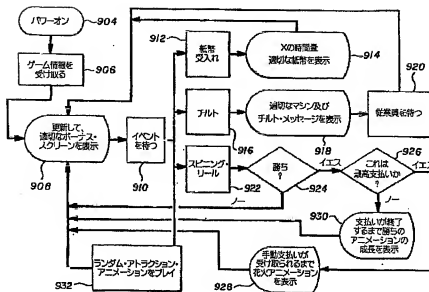 パワーオン
904
ゲーム情報を
受け取る
906
更新して、
適切なボーナス・
スクリーンを表示
908
イベント
を待つ
910
912
紙幣
受入れ
Xの時間量
適切な紙幣を表示
914
チルト
916
適切なマシン及び
チルト・メッセージを表示
918
920
従業員を待つ
スピニング・
リール
922
勝ち
?
924
イエス
ノー
これは
最高支払いか
?
926
イエス
ノー
930
支払いが終了
するまで勝ちの
アニメーションの
成長を表示
手動支払いが
受け取られるまで
花火アニメーション
を表示
928
ランダム・アトラクション・
アニメーションをプレイ
932